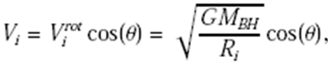 V_i = V_i^{rot} cos(θ) = √(GM_{BH}/R_i) cos(θ),